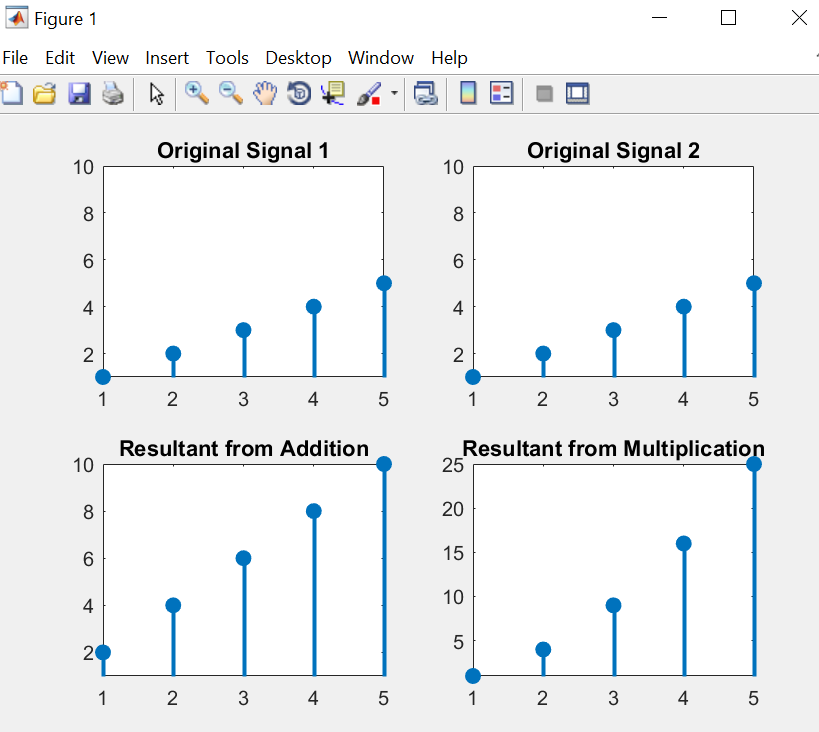 Figure 1
File Edit View Insert Tools Desktop Window Help
Original Signal 1
10
8
6
4
2
1 2 3 4 5
Original Signal 2
10
8
6
4
2
1 2 3 4 5
Resultant from Addition
10
8
6
4
2
1 2 3 4 5
Resultant from Multiplication
25
20
15
10
5
1 2 3 4 5